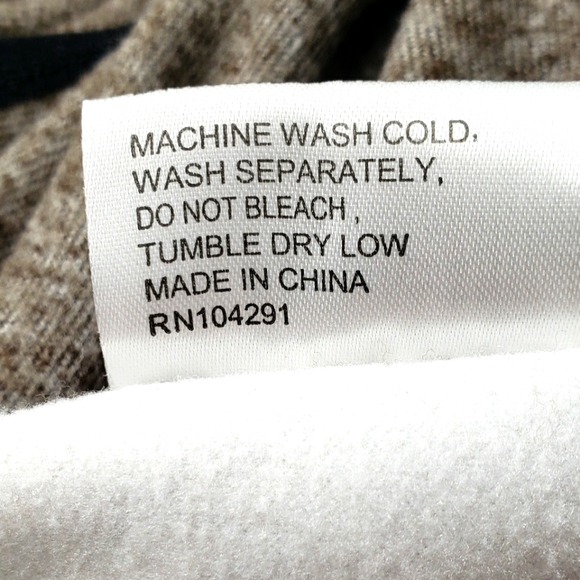 MACHINE WASH COLD,
WASH SEPARATELY,
DO NOT BLEACH ,
TUMBLE DRY LOW
MADE IN CHINA
RN104291